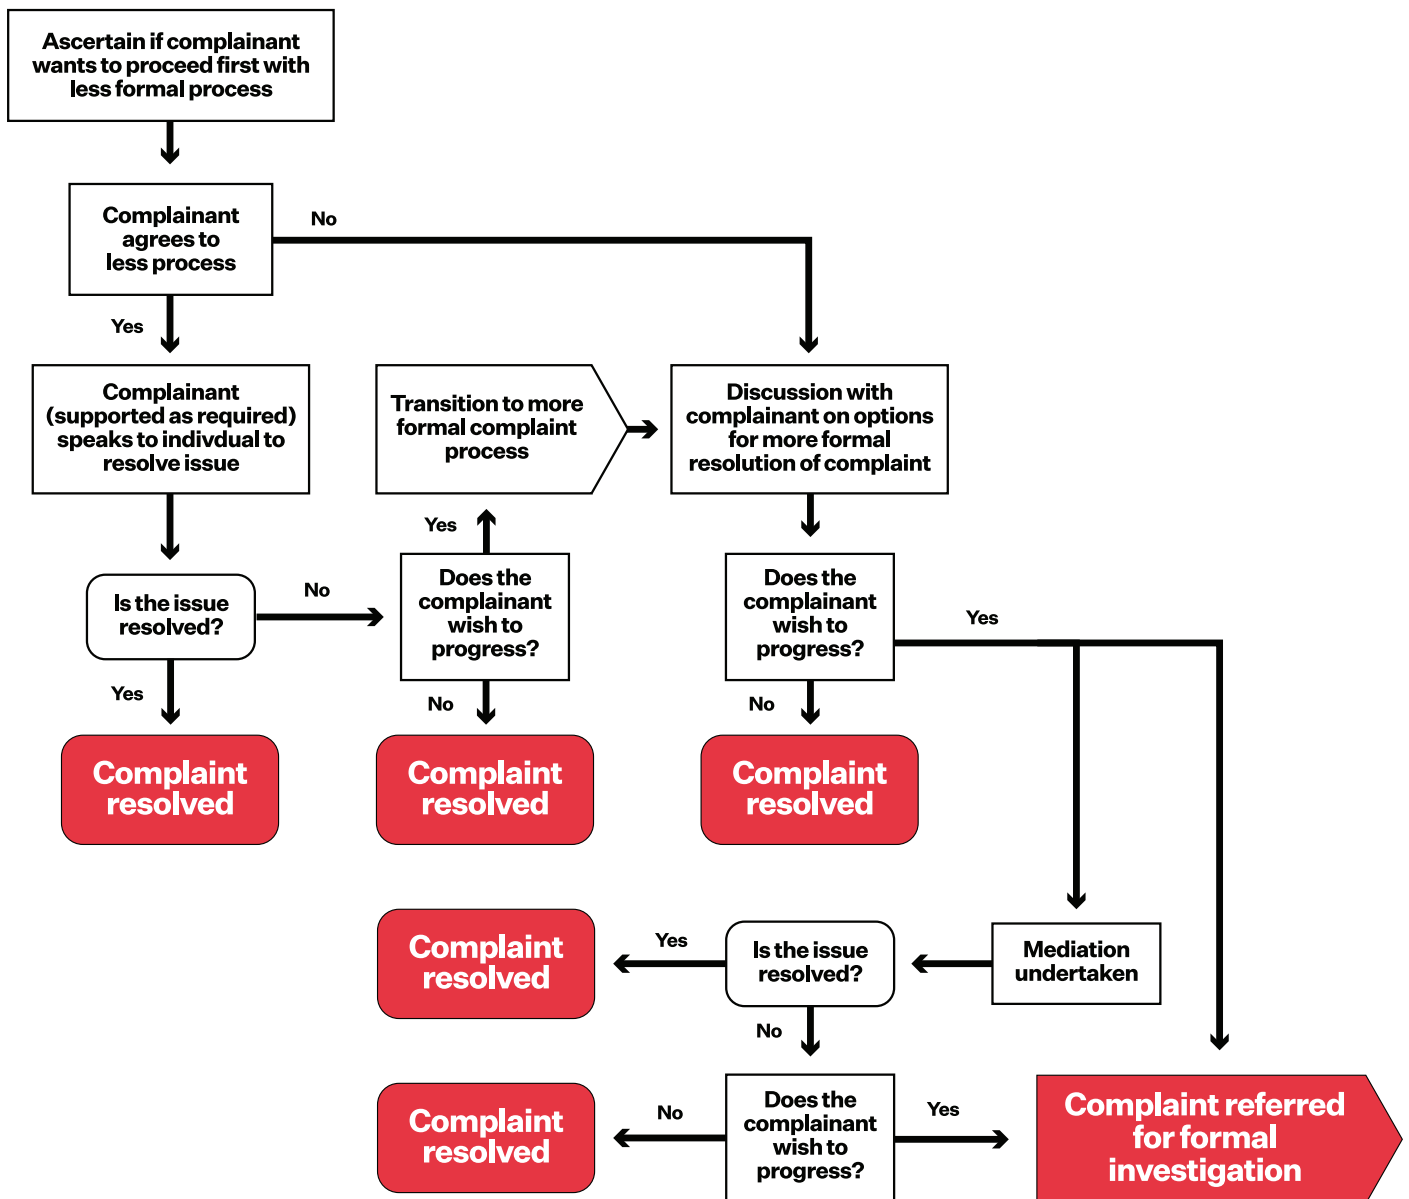 Ascertain if complainant
wants to proceed first with
less formal process
Complainant
agrees to
less process
No
Yes
Complainant
(supported as required)
speaks to indivdual to
resolve issue
Transition to more
formal complaint
process
Discussion with
complainant on options
for more formal
resolution of complaint
Yes
Is the issue
resolved?
No
Does the
complainant
wish to
progress?
Does the
complainant
wish to
progress?
Yes
Yes
No
No
Complaint
resolved
Complaint
resolved
Complaint
resolved
Complaint
resolved
Yes
Is the issue
resolved?
Mediation
undertaken
No
Complaint
resolved
No
Does the
complainant
wish to
progress?
Yes
Complaint referred
for formal
investigation